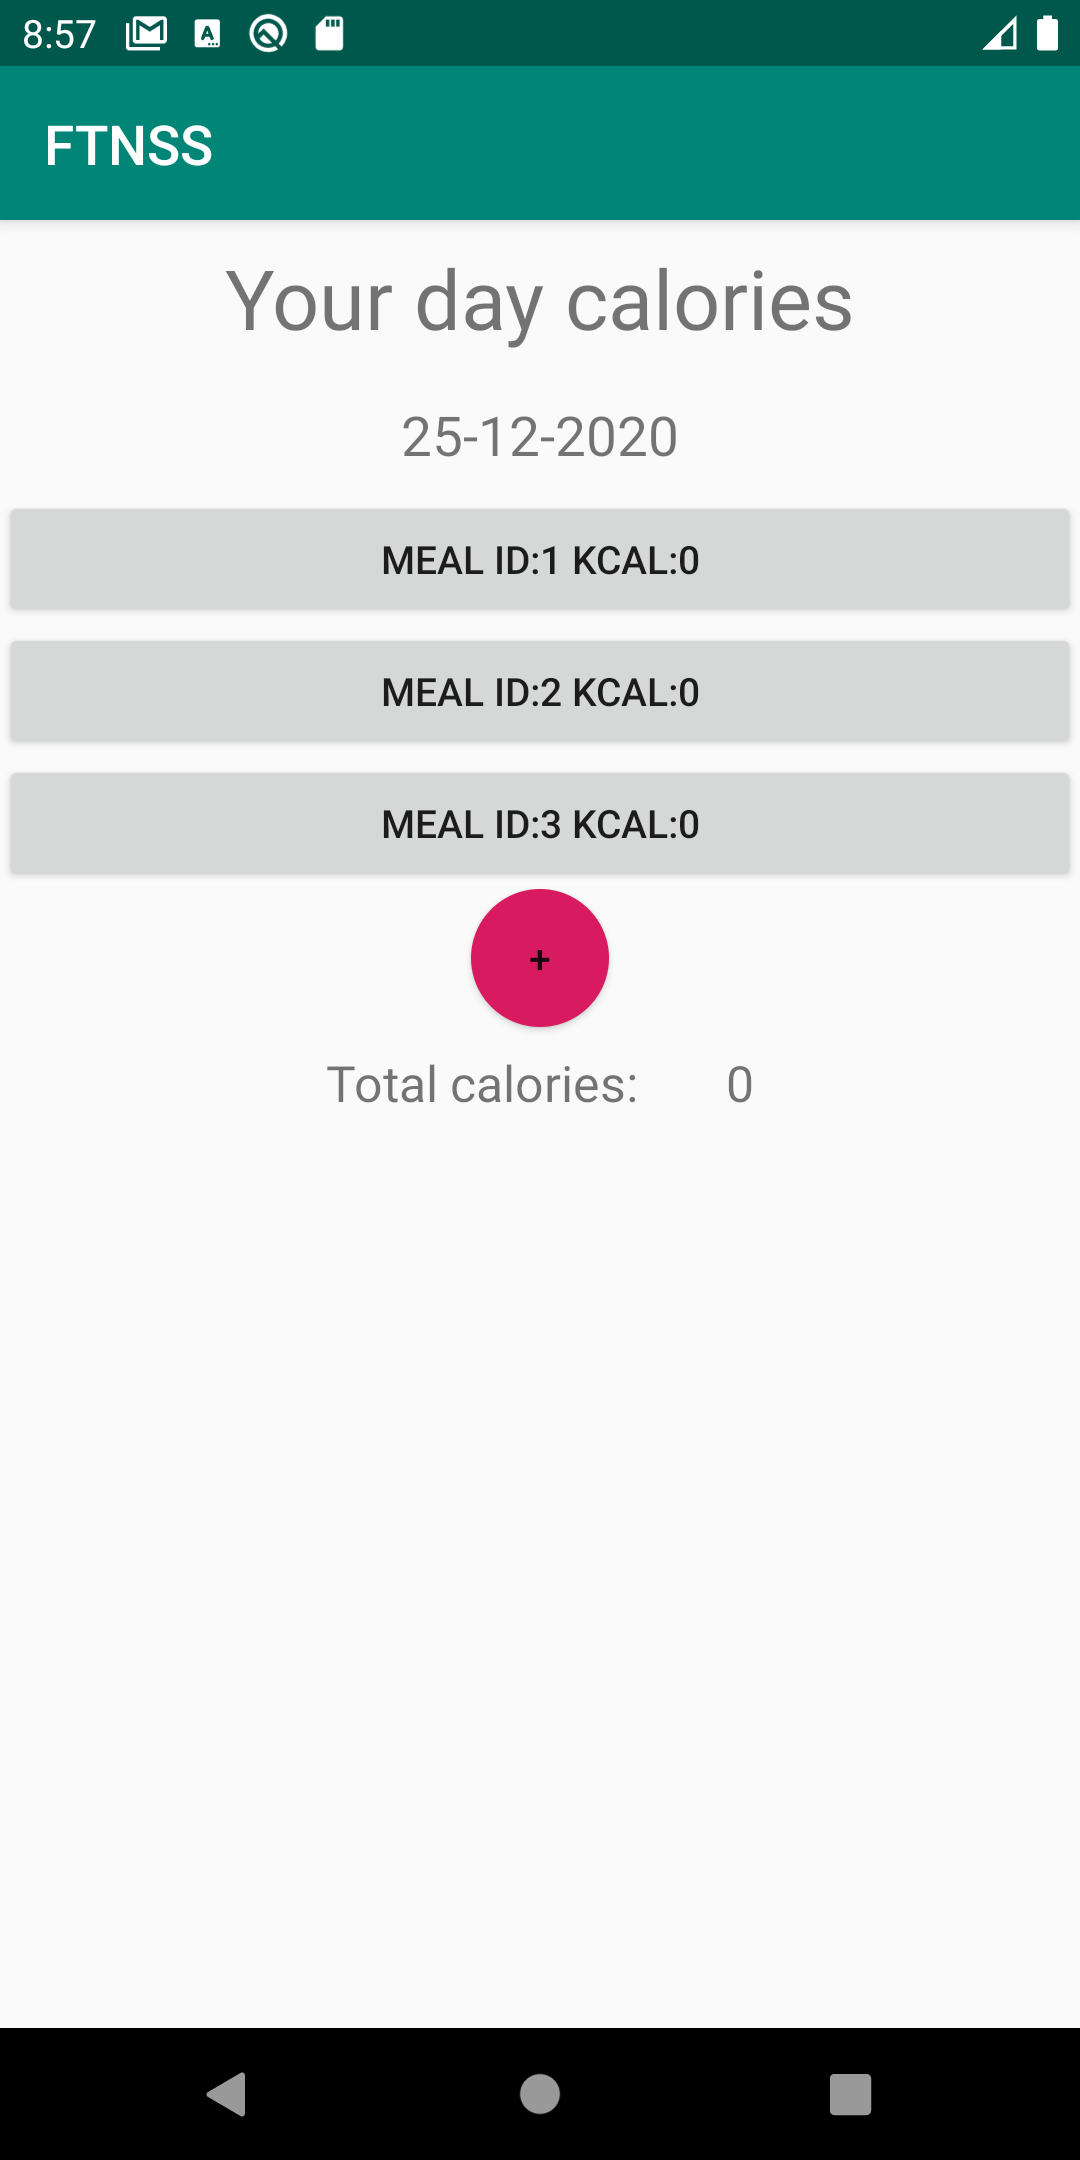 8:57
FTNSS
Your day calories
25-12-2020
MEAL ID:1 KCAL:0
MEAL ID:2 KCAL:0
MEAL ID:3 KCAL:0
+
Total calories: 0